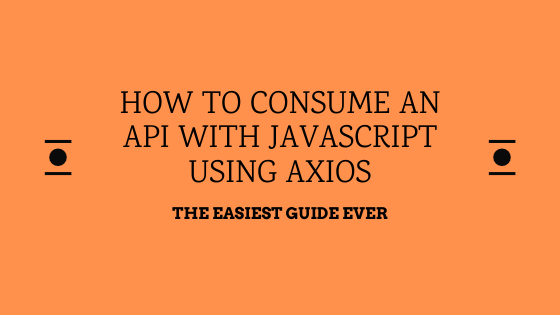 HOW TO CONSUME AN
API WITH JAVASCRIPT
USING AXIOS
THE EASIEST GUIDE EVER